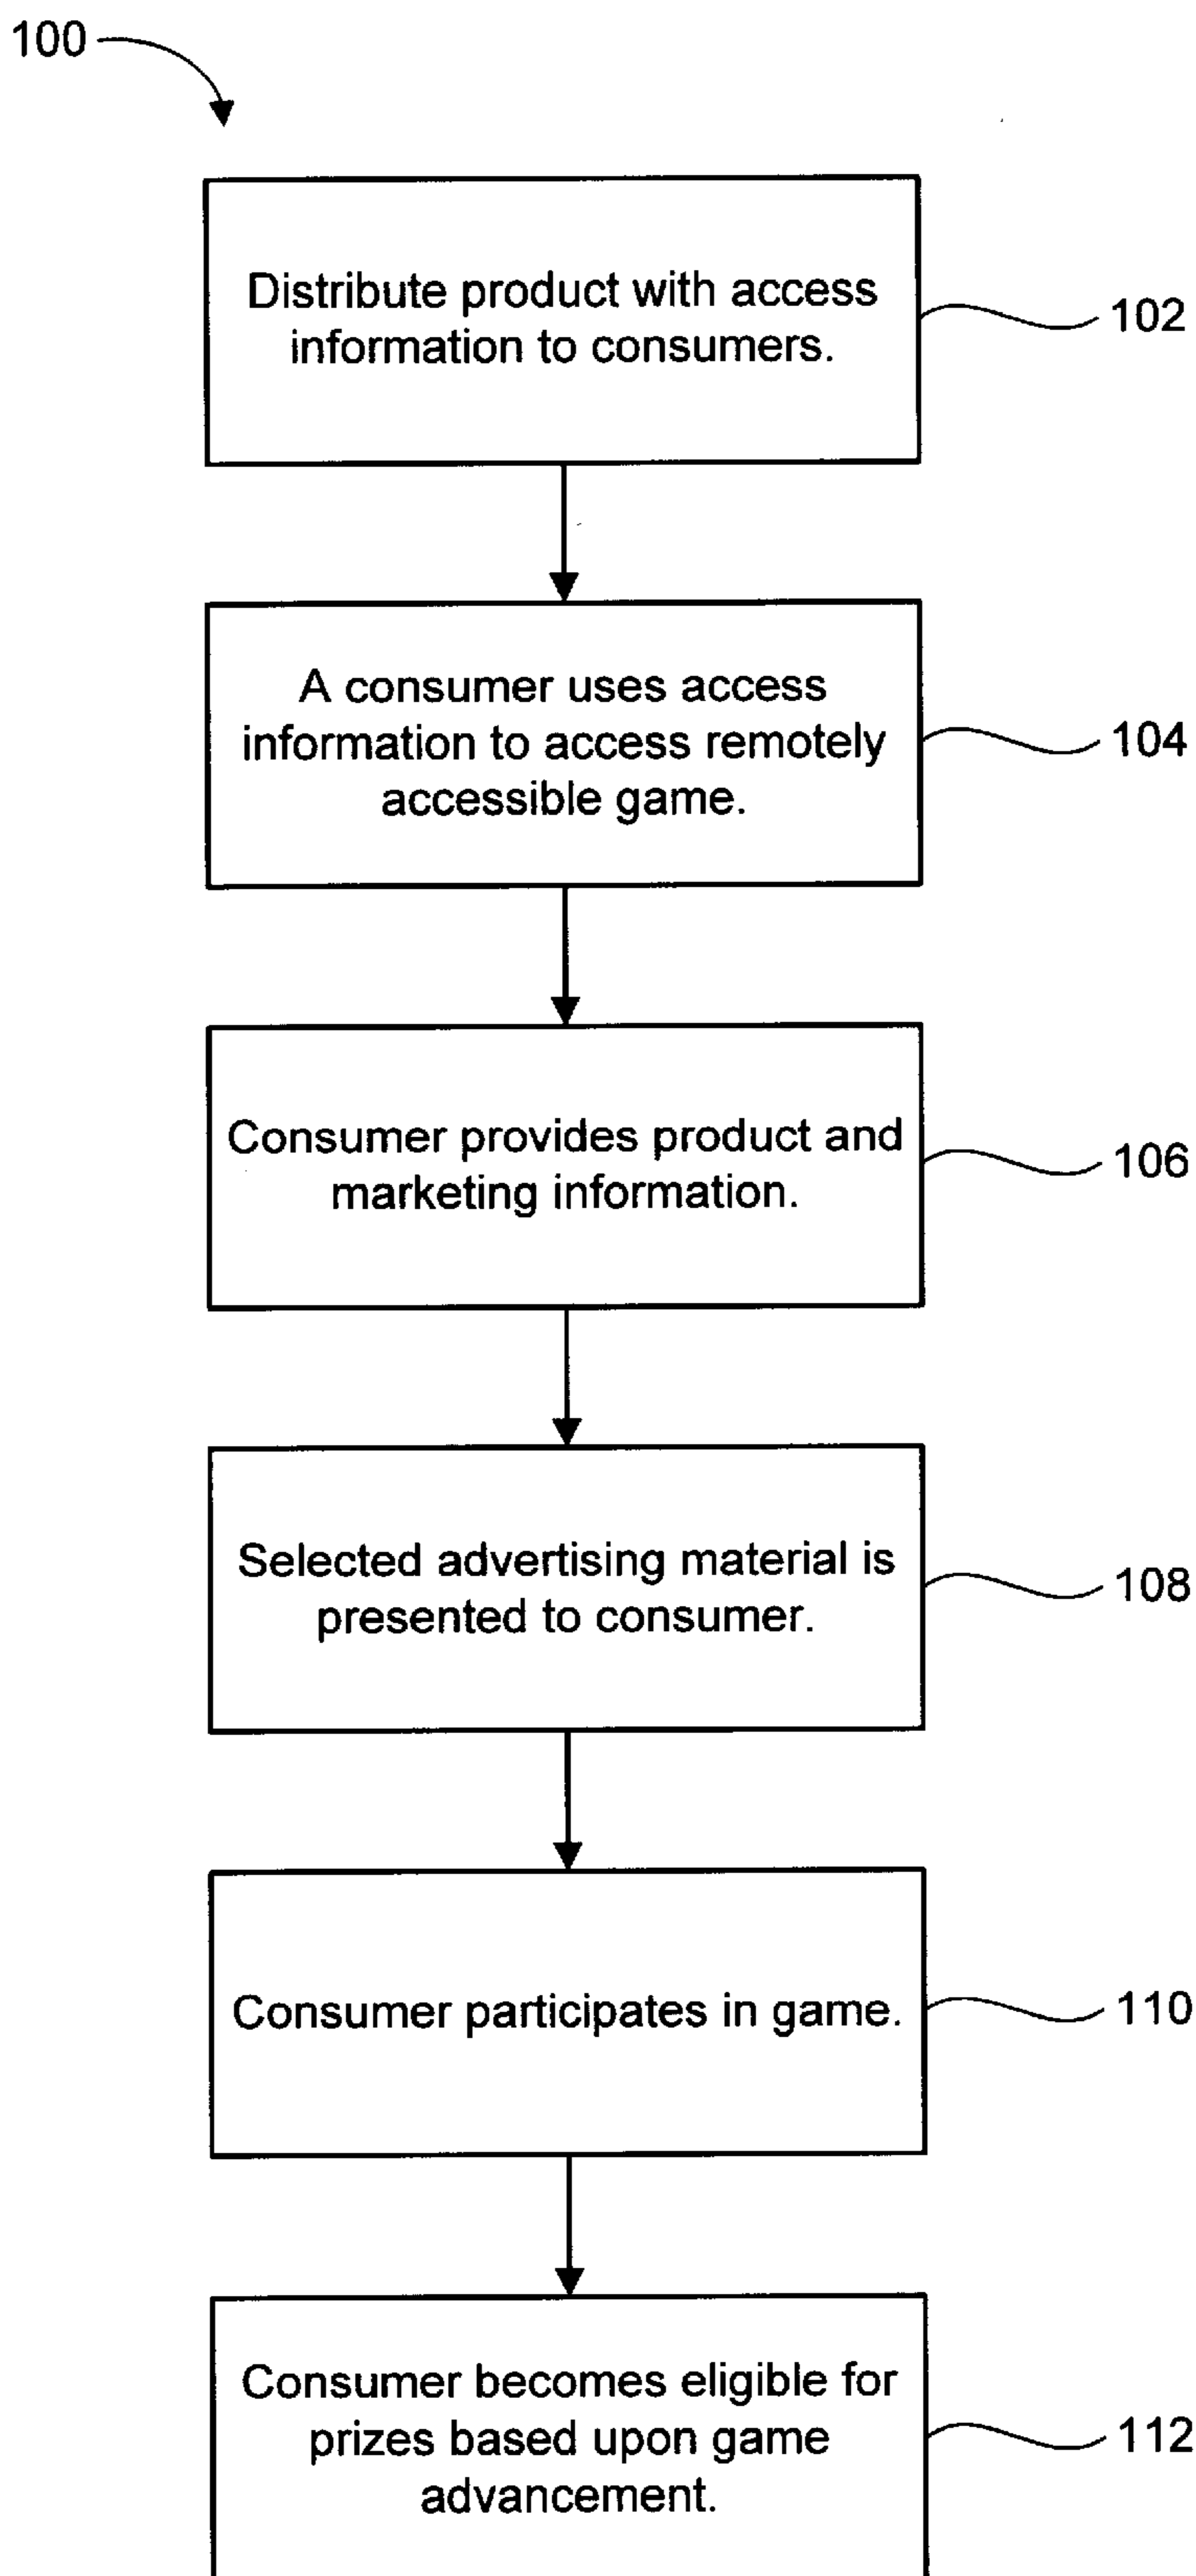 100
Distribute product with access
information to consumers.
102
A consumer uses access
information to access remotely
accessible game.
104
Consumer provides product and
marketing information.
106
Selected advertising material is
presented to consumer.
108
Consumer participates in game.
110
Consumer becomes eligible for
prizes based upon game
advancement.
112